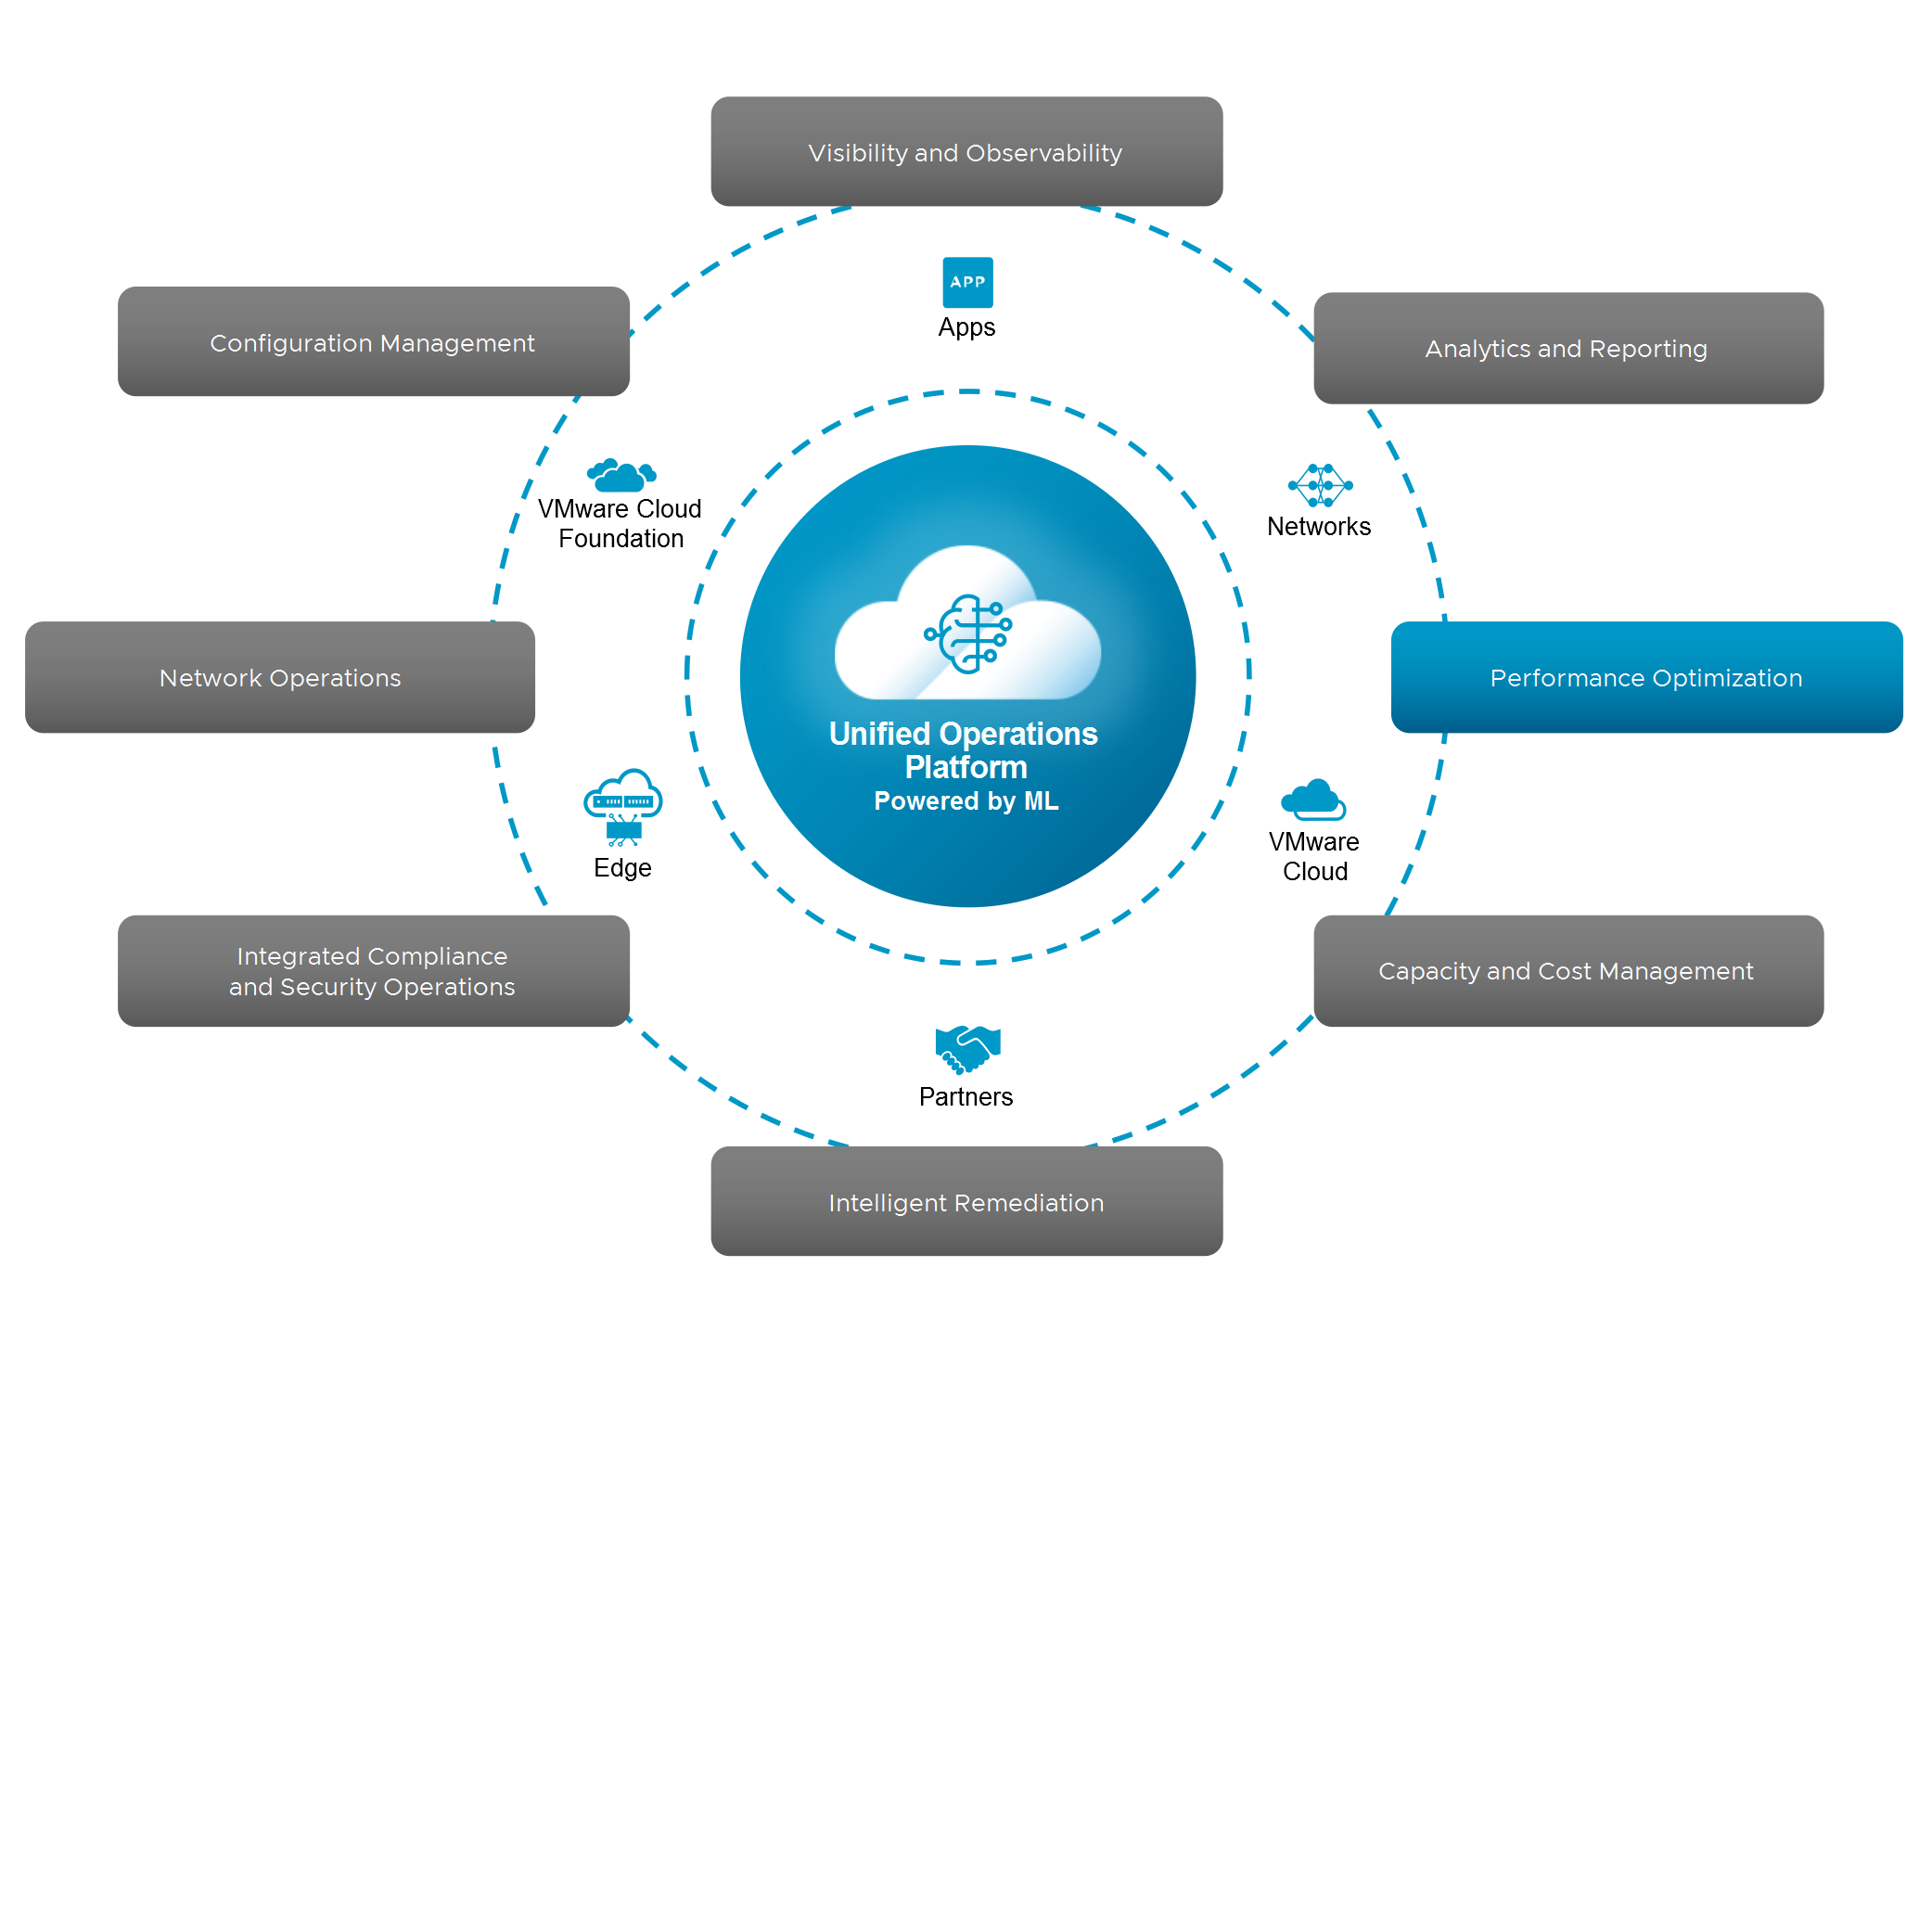 Visibility and Observability
APP
Apps
Configuration Management
Analytics and Reporting
VMware Cloud
Foundation
Networks
Network Operations
Unified Operations
Platform
Powered by ML
Performance Optimization
Edge
VMware
Cloud
Integrated Compliance
and Security Operations
Capacity and Cost Management
Partners
Intelligent Remediation